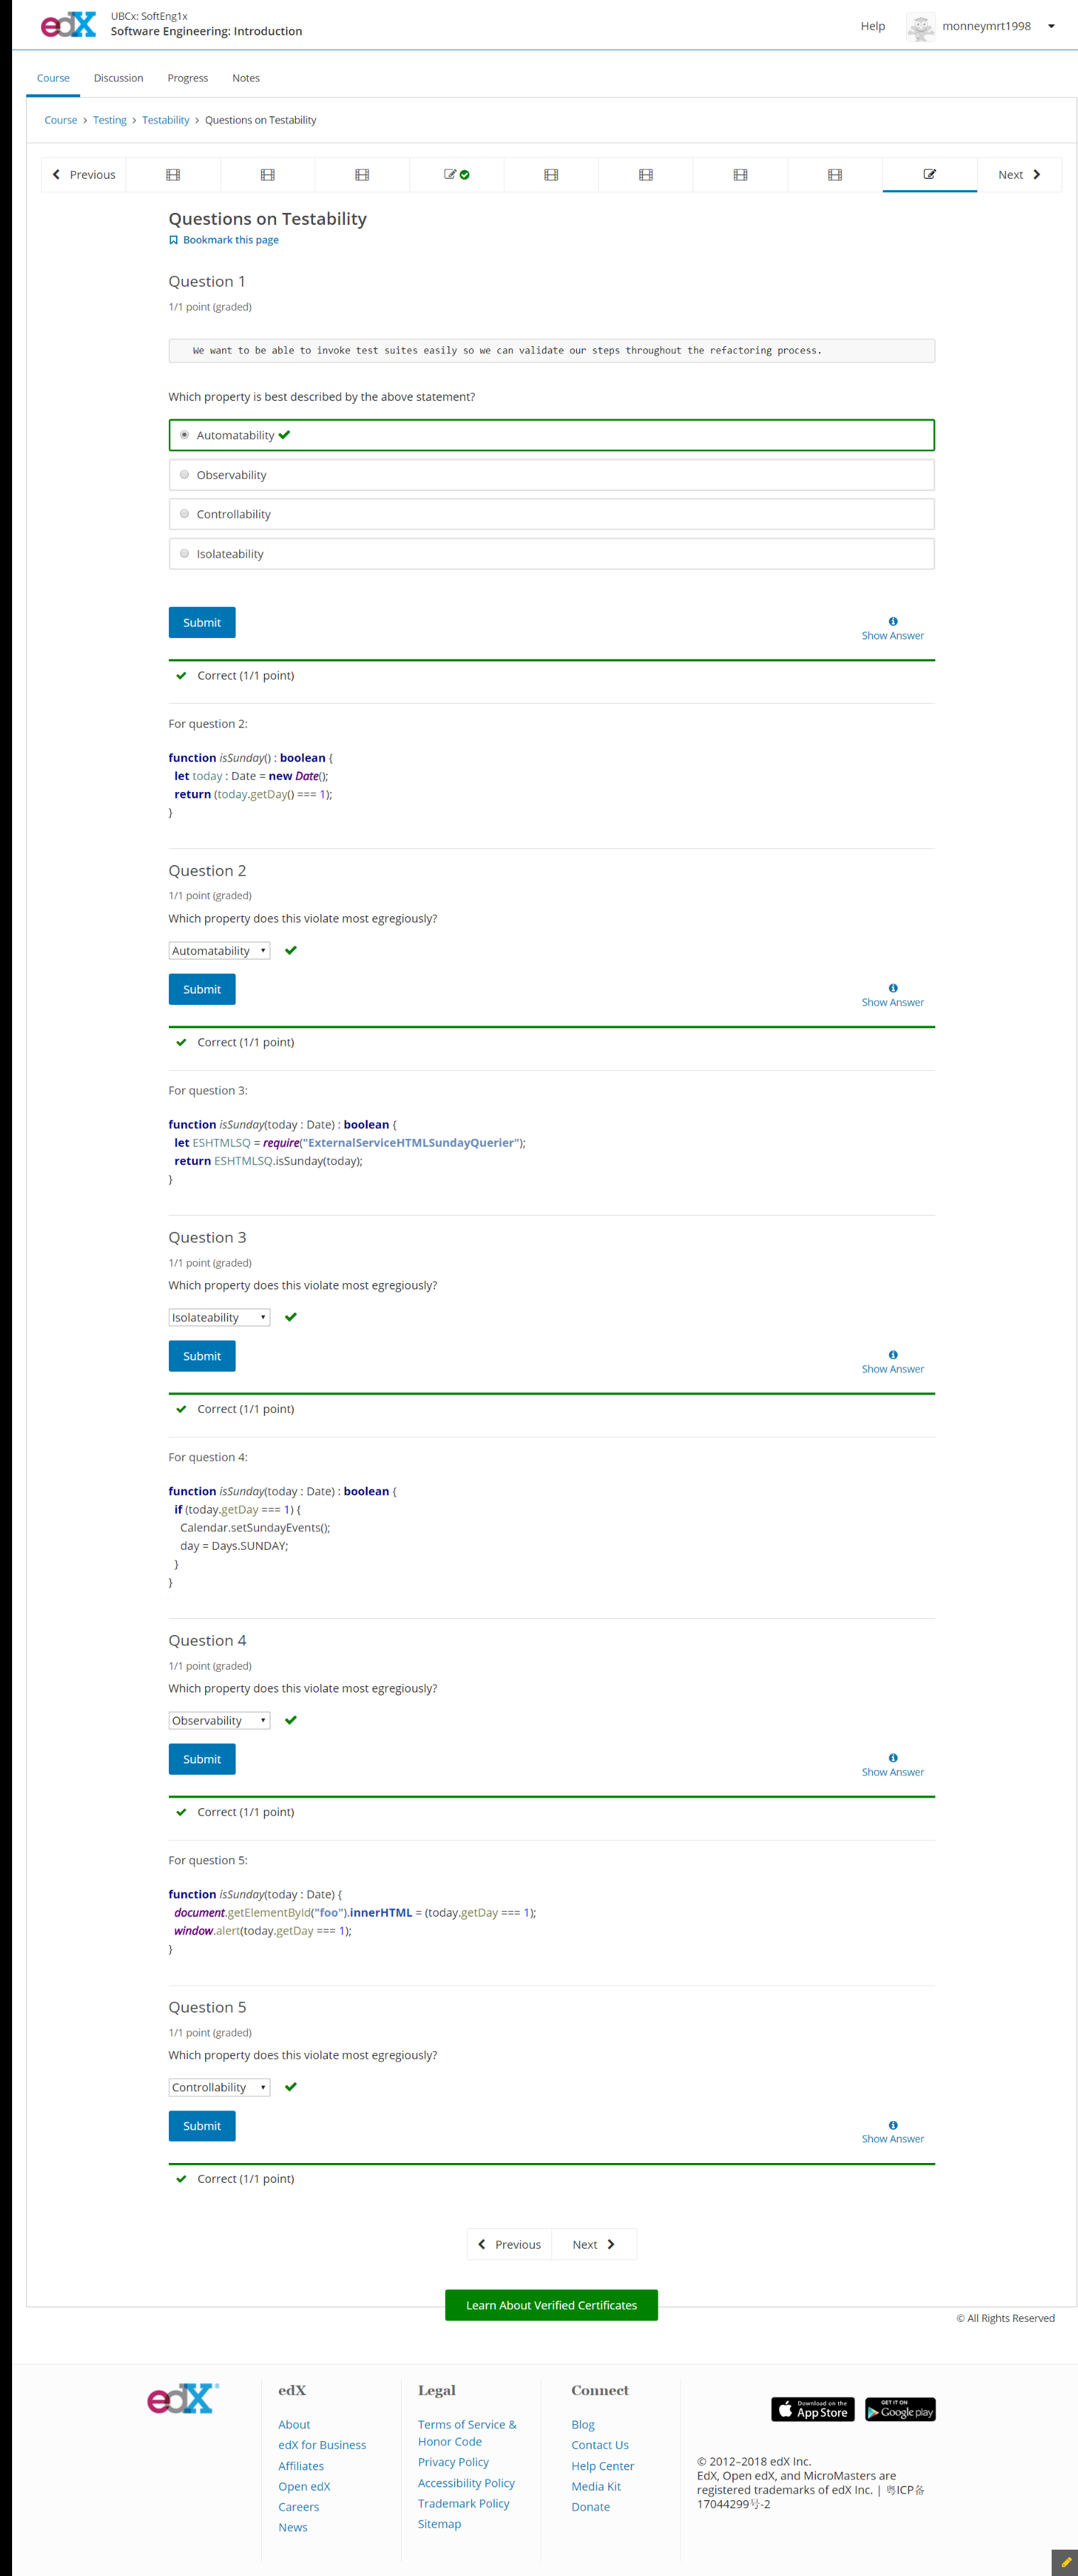 edX
UBCx: SoftEng1x
Software Engineering: Introduction
Help
monneymrt1998
Course Discussion Progress Notes
Course > Testing > Testability > Questions on Testability
Previous
Next
Questions on Testability
Bookmark this page
Question 1
1/1 point (graded)
We want to be able to invoke test suites easily so we can validate our steps throughout the refactoring process.
Which property is best described by the above statement?
Automatability
Observability
Controllability
Isolateability
Submit
Show Answer
Correct (1/1 point)
For question 2:
function isSunday() : boolean {
let today : Date = new Date();
return (today.getDay() === 1);
}
Question 2
1/1 point (graded)
Which property does this violate most egregiously?
Automatability
Submit
Show Answer
Correct (1/1 point)
For question 3:
function isSunday(today : Date) : boolean {
let ESHTMLSQ = require("ExternalServiceHTMLSundayQuerier");
return ESHTMLSQ.isSunday(today);
}
Question 3
1/1 point (graded)
Which property does this violate most egregiously?
Isolateability
Submit
Show Answer
Correct (1/1 point)
For question 4:
function isSunday(today : Date) : boolean {
if (today.getDay === 1) {
Calendar.setSundayEvents();
day = Days.SUNDAY;
}
}
Question 4
1/1 point (graded)
Which property does this violate most egregiously?
Observability
Submit
Show Answer
Correct (1/1 point)
For question 5:
function isSunday(today : Date) {
document.getElementById("foo").innerHTML = (today.getDay === 1);
window.alert(today.getDay === 1);
}
Question 5
1/1 point (graded)
Which property does this violate most egregiously?
Controllability
Submit
Show Answer
Correct (1/1 point)
Previous Next
Learn About Verified Certificates
© All Rights Reserved
edX
edX
About
edX for Business
Affiliates
Open edX
Careers
News
Legal
Terms of Service &
Honor Code
Privacy Policy
Accessibility Policy
Trademark Policy
Sitemap
Connect
Blog
Contact Us
Help Center
Media Kit
Donate
Download on the
App Store
GET IT ON
Google play
© 2012–2018 edX Inc.
EdX, Open edX, and MicroMasters are
registered trademarks of edX Inc. | 粤ICP备
17044299号-2